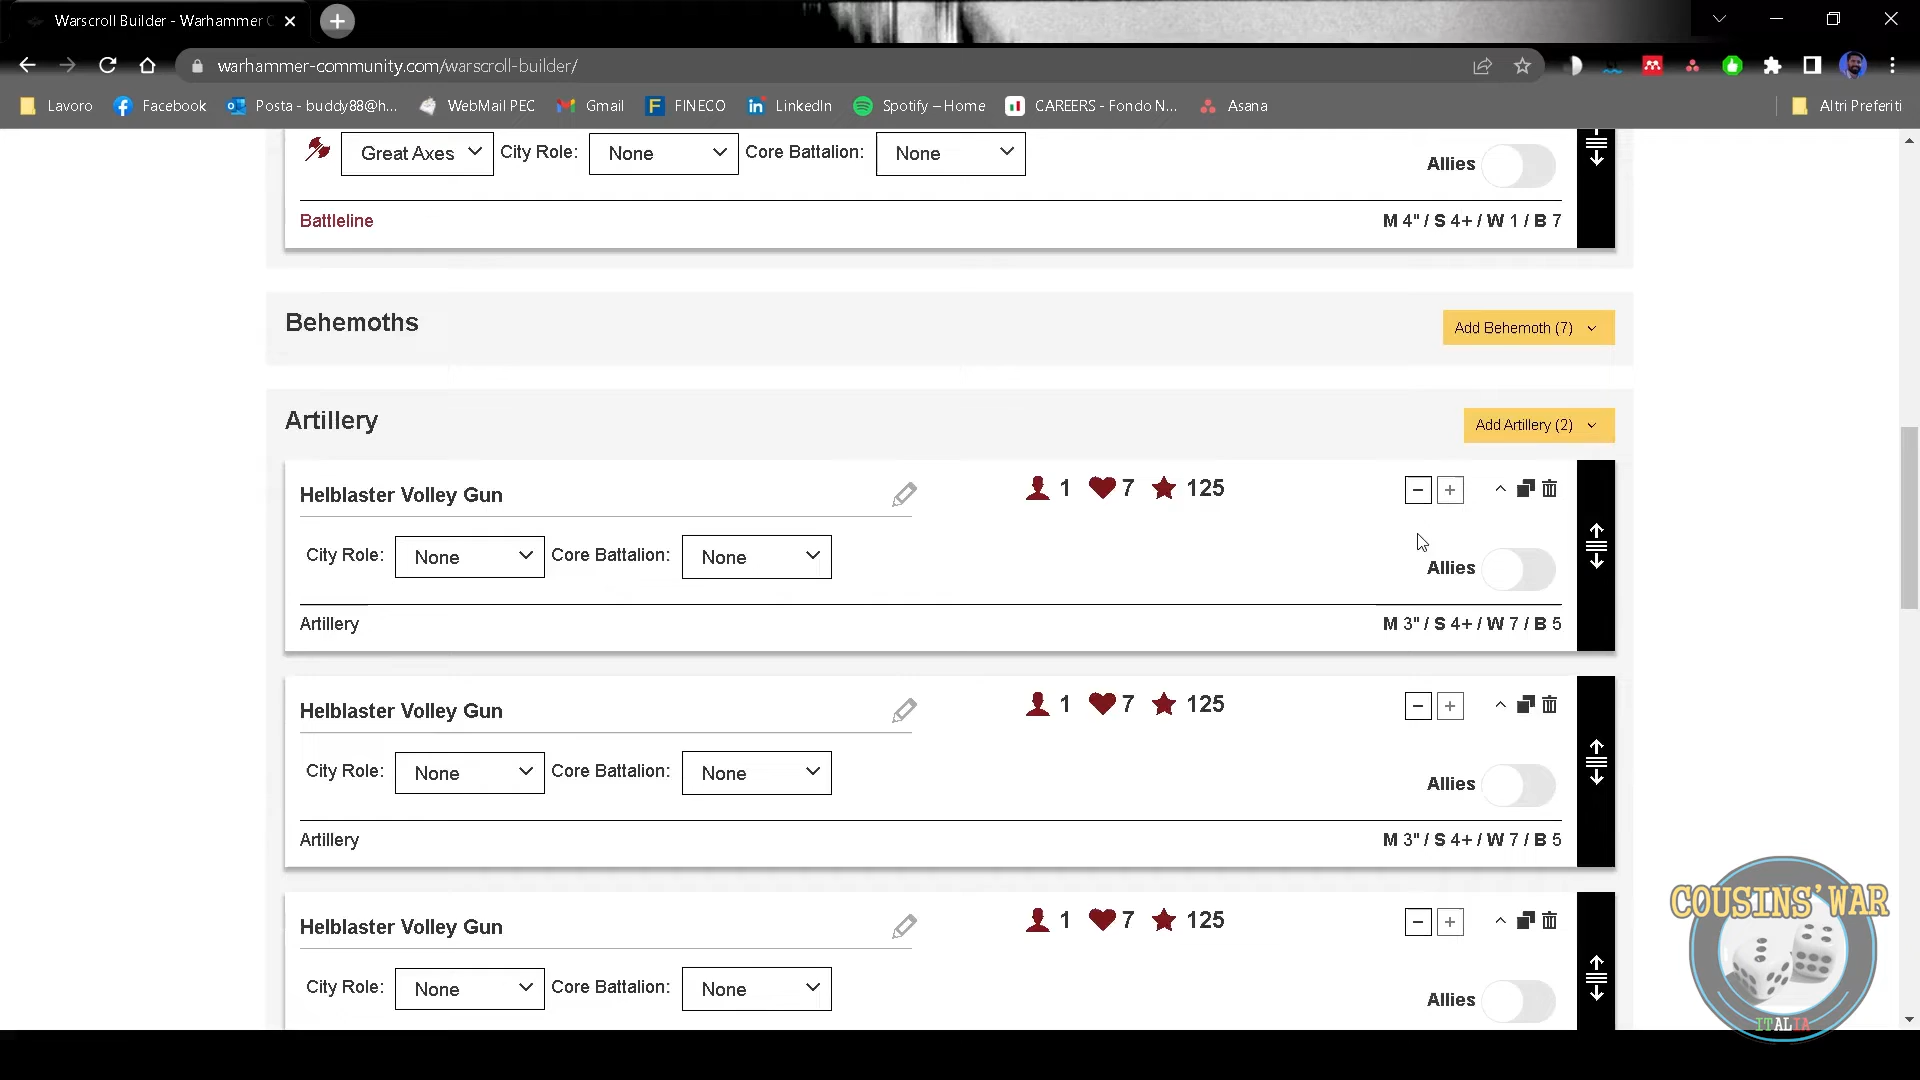 Warscroll Builder - Warhammer C
warhammer-community.com/warscroll-builder/
Lavoro Facebook Posta - buddy88@h... WebMail PEC Gmail FINECO LinkedIn Spotify – Home CAREERS - Fondo N... Asana Altri Preferiti
Great Axes City Role: None Core Battalion: None Allies
Battleline M 4" / S 4+ / W 1 / B 7
Behemoths Add Behemoth (7)
Artillery Add Artillery (2)
Helblaster Volley Gun 1 7 125
City Role: None Core Battalion: None Allies
Artillery M 3" / S 4+ / W 7 / B 5
Helblaster Volley Gun 1 7 125
City Role: None Core Battalion: None Allies
Artillery M 3" / S 4+ / W 7 / B 5
Helblaster Volley Gun 1 7 125
City Role: None Core Battalion: None Allies
COUSINS' WAR
ITALIA